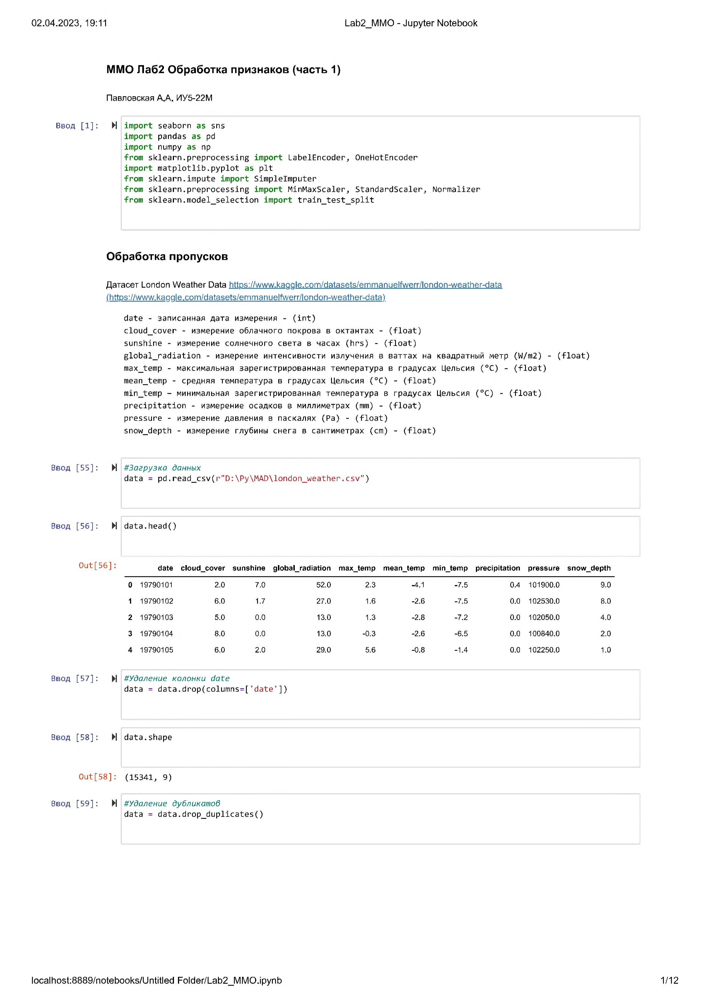 02.04.2023, 19:11
Lab2_MMO - Jupyter Notebook
ММО Лаб2 Обработка признаков (часть 1)
Павловская А.А. ИУ5-22М
Ввод [1]:
import seaborn as sns
import pandas as pd
import numpy as np
from sklearn.preprocessing import LabelEncoder, OneHotEncoder
import matplotlib.pyplot as plt
from sklearn.impute import SimpleImputer
from sklearn.preprocessing import MinMaxScaler, StandardScaler, Normalizer
from sklearn.model_selection import train_test_split
Обработка пропусков
Датасет London Weather Data https://www.kaggle.com/datasets/emmanuelfwerr/london-weather-data
(https://www.kaggle.com/datasets/emmanuelfwerr/london-weather-data)
date - записанная дата измерения - (int)
cloud_cover - измерение облачного покрова в октантах - (float)
sunshine - измерение солнечного света в часах (hrs) - (float)
global_radiation - измерение интенсивности излучения в ваттах на квадратный метр (W/m2) - (float)
max_temp - максимальная зарегистрированная температура в градусах Цельсия (°C) - (float)
mean_temp - средняя температура в градусах Цельсия (°C) - (float)
min_temp – минимальная зарегистрированная температура в градусах Цельсия (°C) - (float)
precipitation - измерение осадков в миллиметрах (mm) - (float)
pressure - измерение давления в паскалях (Pa) - (float)
snow_depth - измерение глубины снега в сантиметрах (cm) - (float)
Ввод [55]:
#Загрузка данных
data = pd.read_csv(r"D:\Py\MAD\london_weather.csv")
Ввод [56]:
data.head()
Out[56]:
date cloud_cover sunshine global_radiation max_temp mean_temp min_temp precipitation pressure snow_depth
0 19790101 2.0 7.0 52.0 2.3 -4.1 -7.5 0.4 101900.0 9.0
1 19790102 6.0 1.7 27.0 1.6 -2.6 -7.5 0.0 102530.0 8.0
2 19790103 5.0 0.0 13.0 1.3 -2.8 -7.2 0.0 102050.0 4.0
3 19790104 8.0 0.0 13.0 -0.3 -2.6 -6.5 0.0 100840.0 2.0
4 19790105 6.0 2.0 29.0 5.6 -0.8 -1.4 0.0 102250.0 1.0
Ввод [57]:
#Удаление колонки date
data = data.drop(columns=['date'])
Ввод [58]:
data.shape
Out[58]: (15341, 9)
Ввод [59]:
#Удаление дубликатов
data = data.drop_duplicates()
localhost:8889/notebooks/Untitled Folder/Lab2_MMO.ipynb
1/12